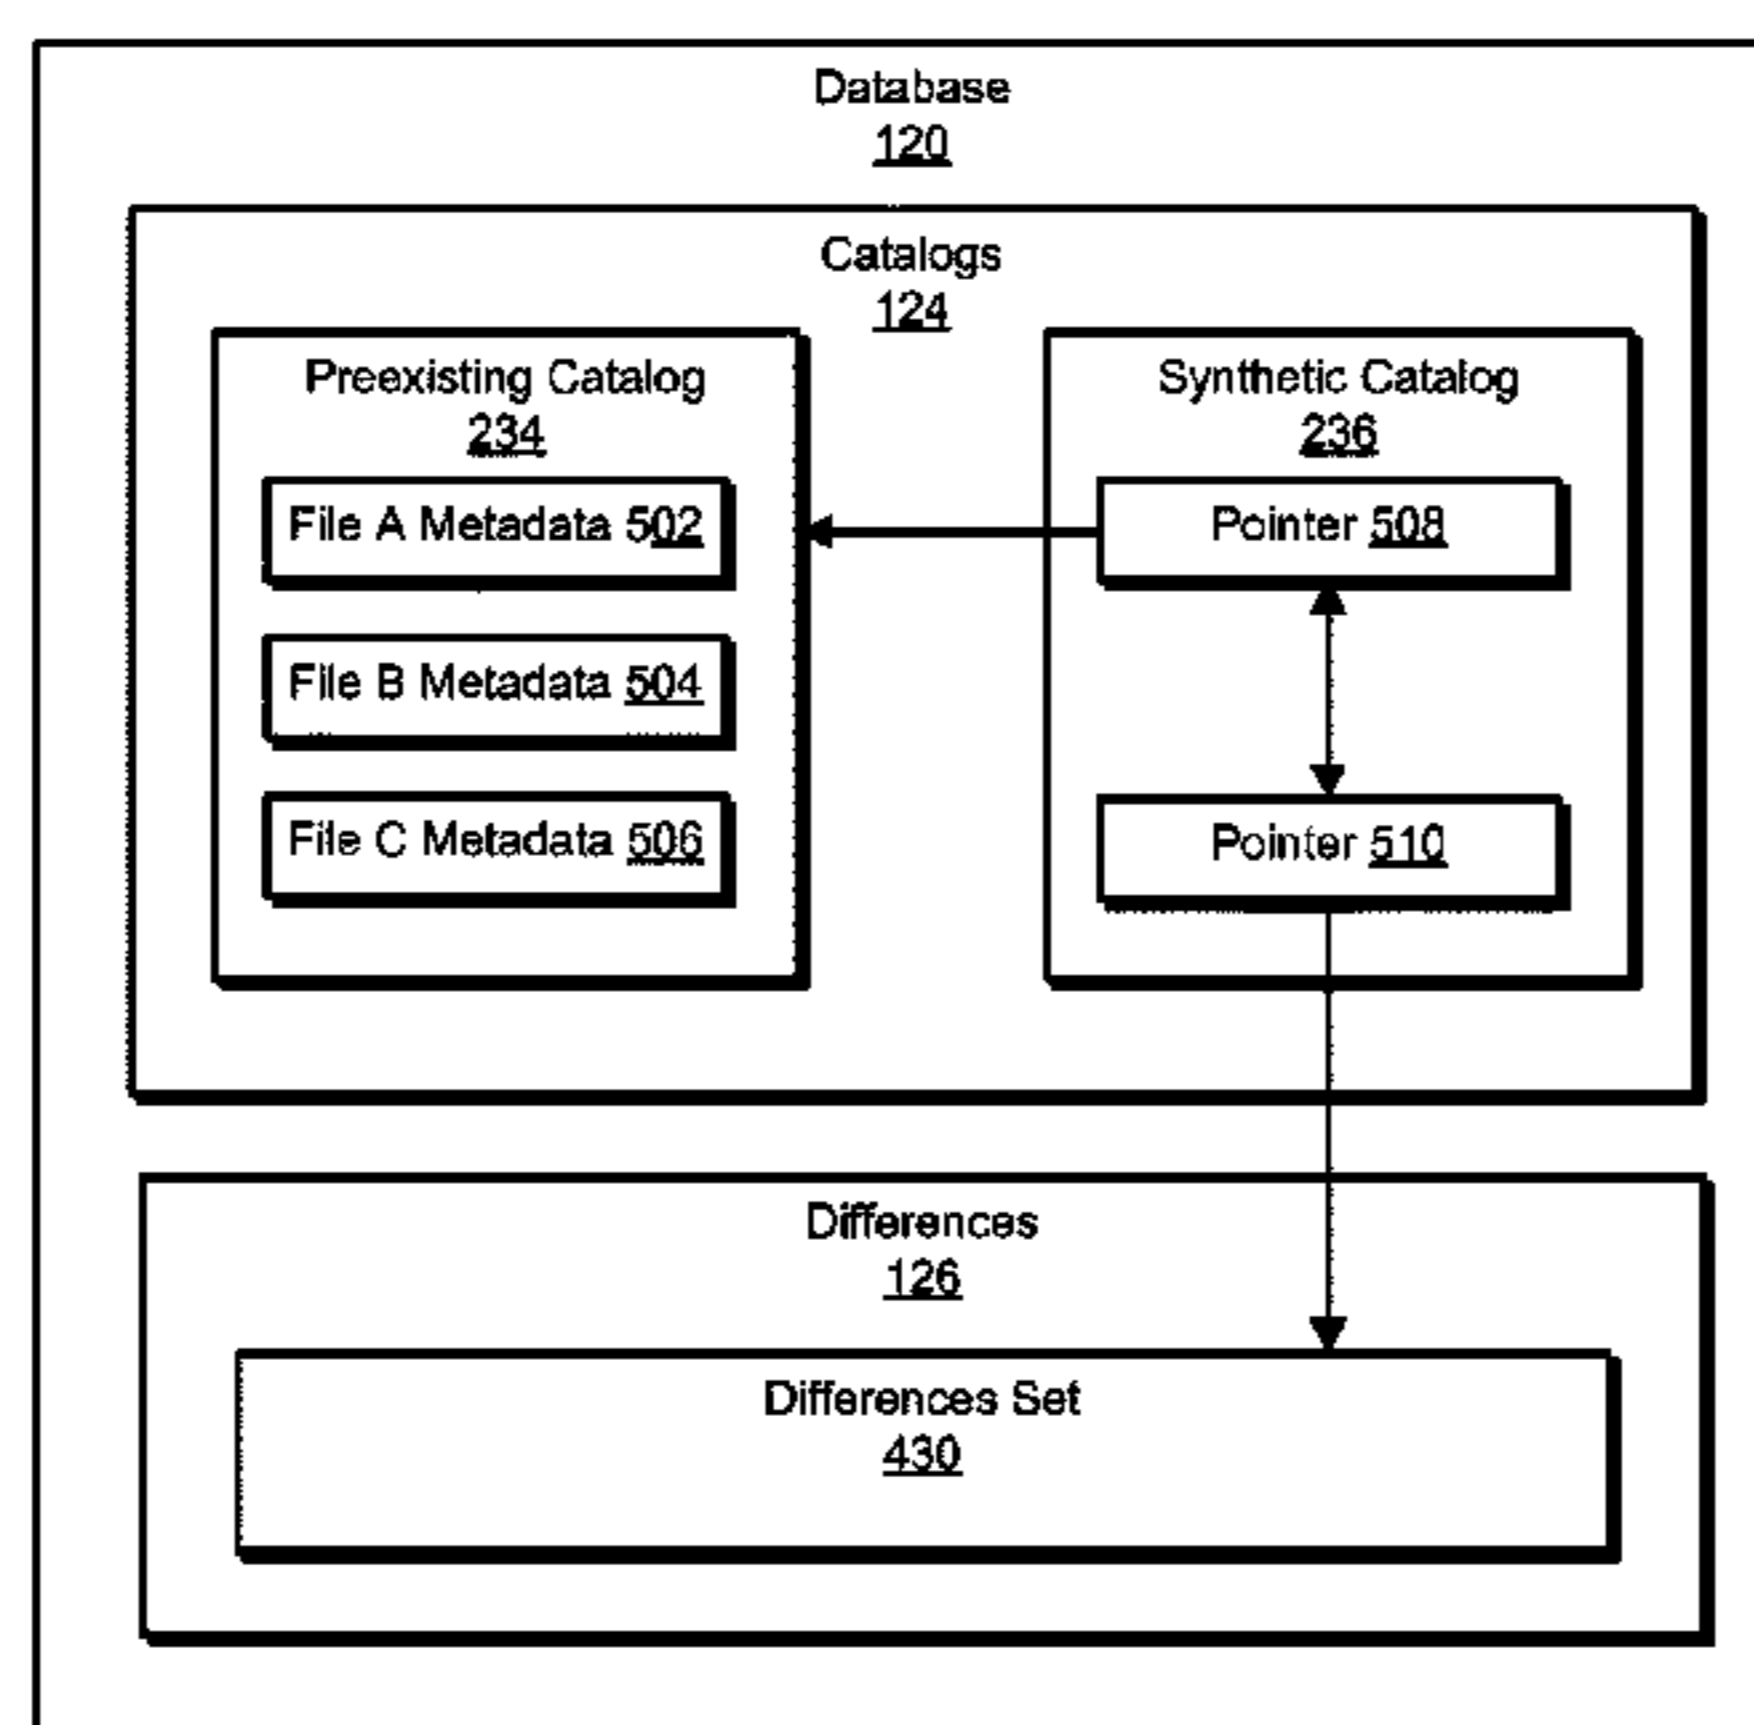 Database
120
Catalogs
124
Preexisting Catalog
234
File A Metadata 502
File B Metadata 504
File C Metadata 506
Synthetic Catalog
236
Pointer 508
Pointer 510
Differences
126
Differences Set
430